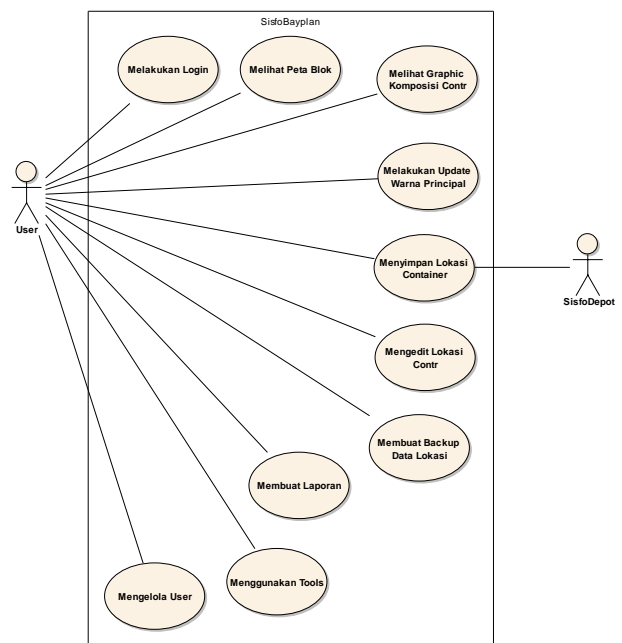 SisfoBayplan
Melakukan Login
Melihat Peta Blok
Melihat Graphic
Komposisi Contr
Melakukan Update
Warna Principal
User
Menyimpan Lokasi
Container
SisfoDepot
Mengedit Lokasi
Contr
Membuat Backup
Data Lokasi
Membuat Laporan
Menggunakan Tools
Mengelola User